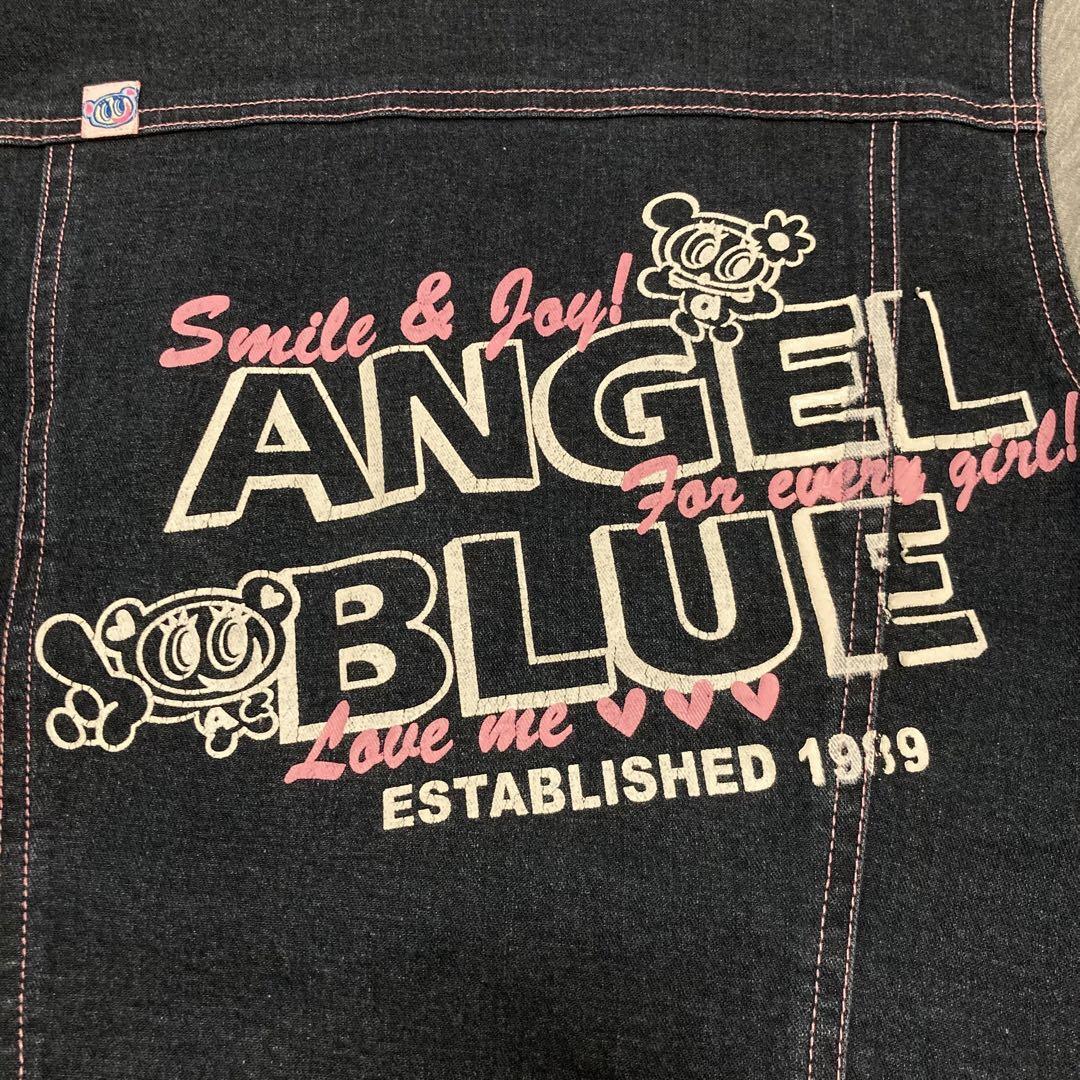 Smile & Joy!
ANGEL
For every girl!
BLUE
Love me
ESTABLISHED 1989